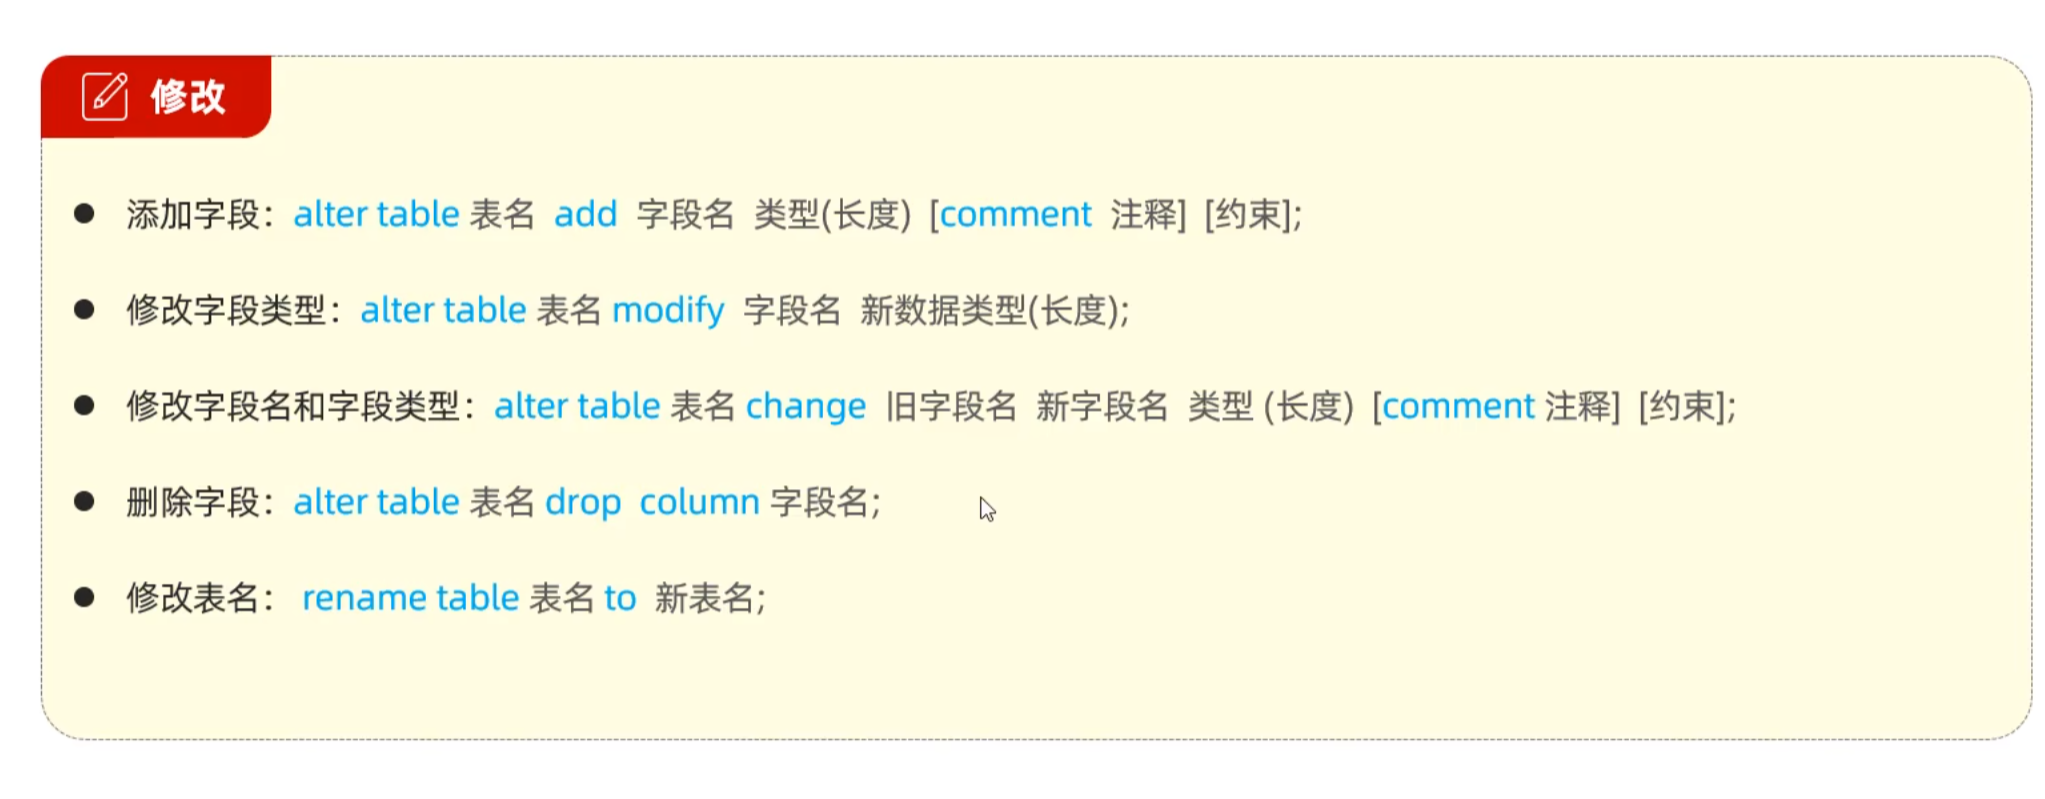 修改
添加字段：alter table 表名 add 字段名 类型(长度) [comment 注释] [约束];
修改字段类型：alter table 表名 modify 字段名 新数据类型(长度);
修改字段名和字段类型：alter table 表名 change 旧字段名 新字段名 类型 (长度) [comment 注释] [约束];
删除字段：alter table 表名 drop column 字段名;
修改表名： rename table 表名 to 新表名;